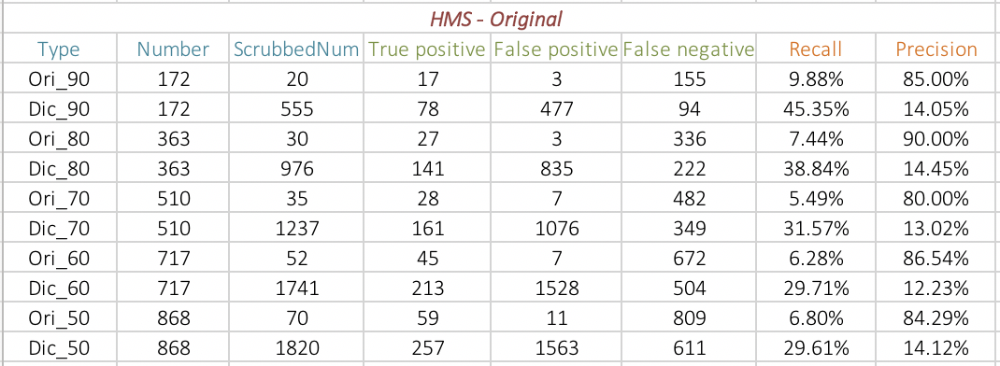 HMS - Original
Type Number ScrubbedNum True positive False positive False negative Recall Precision
Ori_90 172 20 17 3 155 9.88% 85.00%
Dic_90 172 555 78 477 94 45.35% 14.05%
Ori_80 363 30 27 3 336 7.44% 90.00%
Dic_80 363 976 141 835 222 38.84% 14.45%
Ori_70 510 35 28 7 482 5.49% 80.00%
Dic_70 510 1237 161 1076 349 31.57% 13.02%
Ori_60 717 52 45 7 672 6.28% 86.54%
Dic_60 717 1741 213 1528 504 29.71% 12.23%
Ori_50 868 70 59 11 809 6.80% 84.29%
Dic_50 868 1820 257 1563 611 29.61% 14.12%